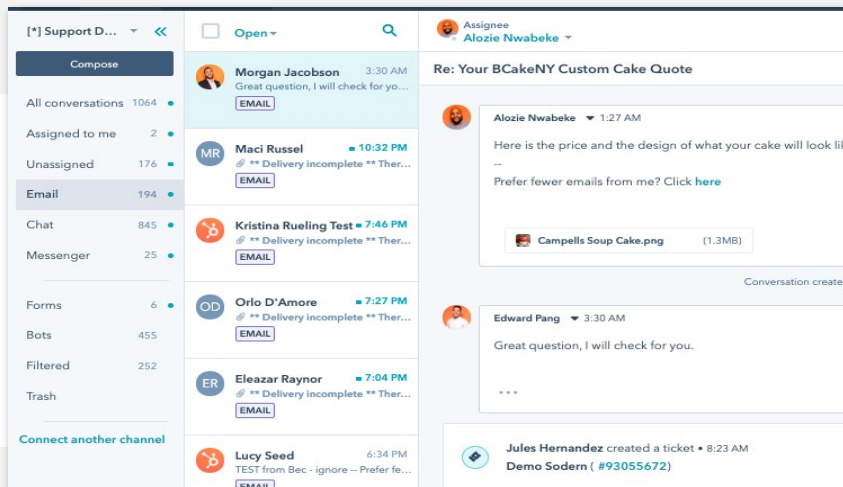 [*] Support D...
Compose
All conversations 1064
Assigned to me 2
Unassigned 176
Email 194
Chat 845
Messenger 25
Forms 6
Bots 455
Filtered 252
Trash
Connect another channel
Open
Morgan Jacobson 3:30 AM
Great question, I will check for yo...
EMAIL
Maci Russel 10:32 PM
** Delivery incomplete ** Ther...
EMAIL
Kristina Rueling Test 7:46 PM
** Delivery incomplete ** Ther...
EMAIL
Orlo D'Amore 7:27 PM
** Delivery incomplete ** Ther...
EMAIL
Eleazar Raynor 7:04 PM
** Delivery incomplete ** Ther...
EMAIL
Lucy Seed 6:34 PM
TEST from Bec - ignore -- Prefer fe...
EMAIL
MR
OD
ER
Assignee
Alozie Nwabeke
Re: Your BCakeNY Custom Cake Quote
Alozie Nwabeke 1:27 AM
Here is the price and the design of what your cake will look
--
Prefer fewer emails from me? Click here
Campells Soup Cake.png (1.3MB)
Conversation create
Edward Pang 3:30 AM
Great question, I will check for you.
Jules Hernandez created a ticket • 8:23 AM
Demo Sodern ( #93055672)